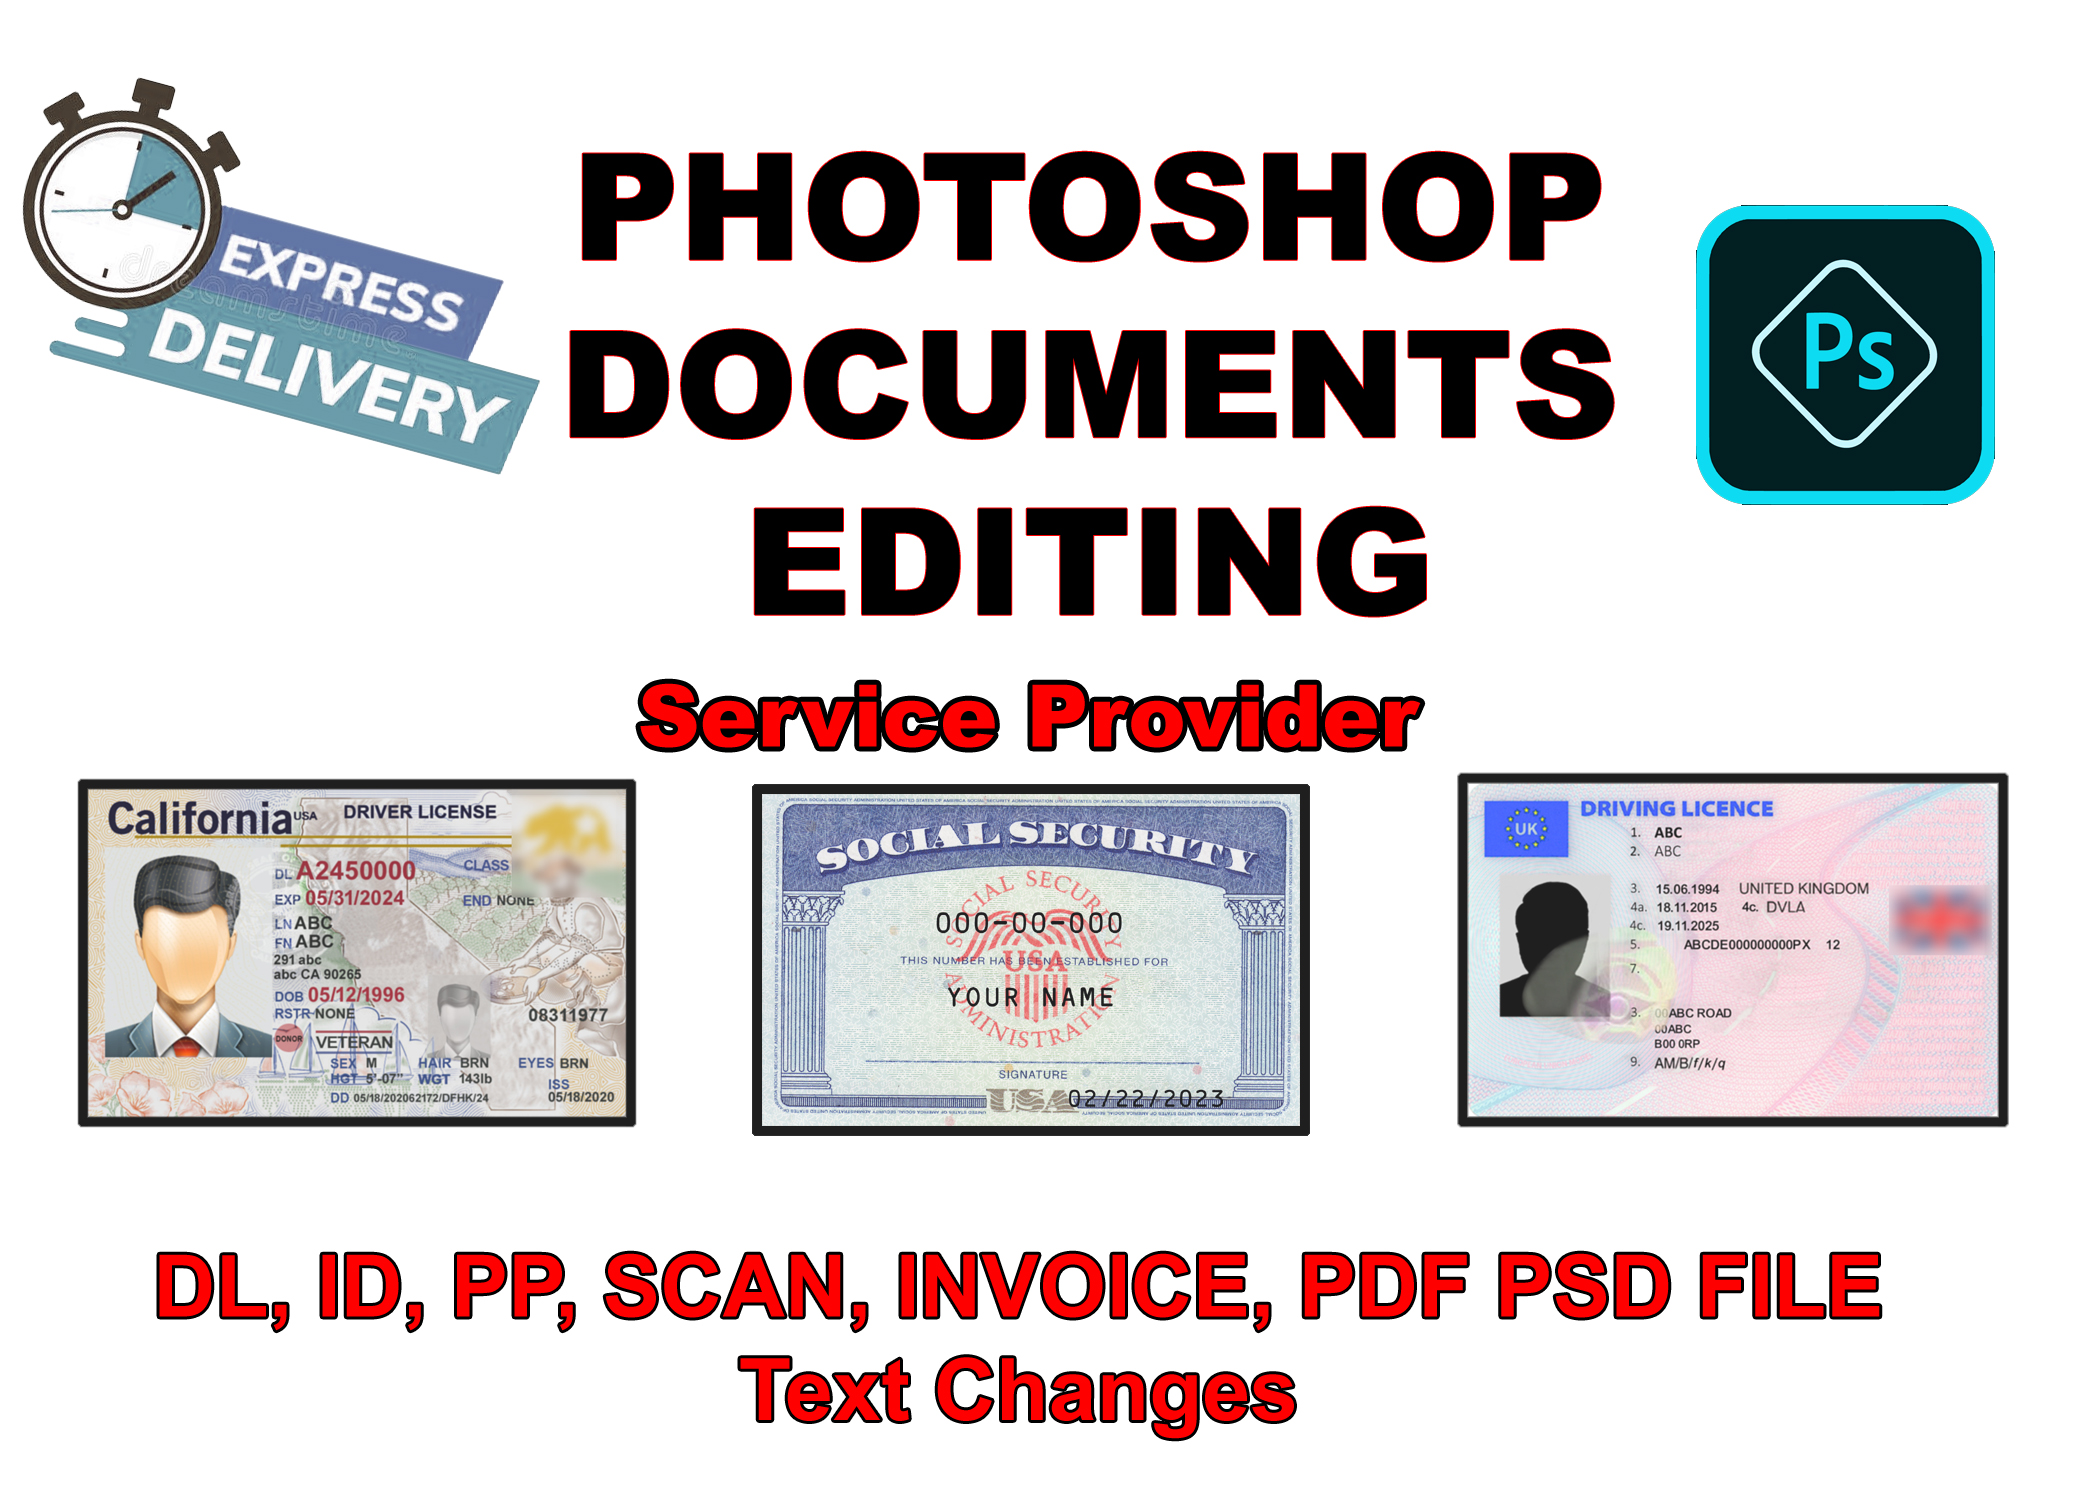 EXPRESS
DELIVERY
dreamstime
PHOTOSHOP
DOCUMENTS
EDITING
Ps
Service Provider
California USA DRIVER LICENSE
DL A2450000 CLASS
EXP 05/31/2024 END NONE
LN ABC
FN ABC
291 abc
abc CA 90265
DOB 05/12/1996
RSTR NONE 08311977
DONOR VETERAN
SEX M HAIR BRN EYES BRN
HGT 5'-07" WGT 143lb ISS
DD 05/18/202062172/DFHK/24 05/18/2020
SOCIAL SECURITY
SOCIAL SECURITY
000-00-000
THIS NUMBER HAS BEEN ESTABLISHED FOR
USA
YOUR NAME
ADMINISTRATION
SIGNATURE
USA 02/22/2023
UK DRIVING LICENCE
1. ABC
2. ABC
3. 15.06.1994 UNITED KINGDOM
4a. 18.11.2015 4c. DVLA
4c. 19.11.2025
5. ABCDE000000000PX 12
7.
3. 00ABC ROAD
00ABC
B00 0RP
9. AM/B/f/k/q
DL, ID, PP, SCAN, INVOICE, PDF PSD FILE
Text Changes